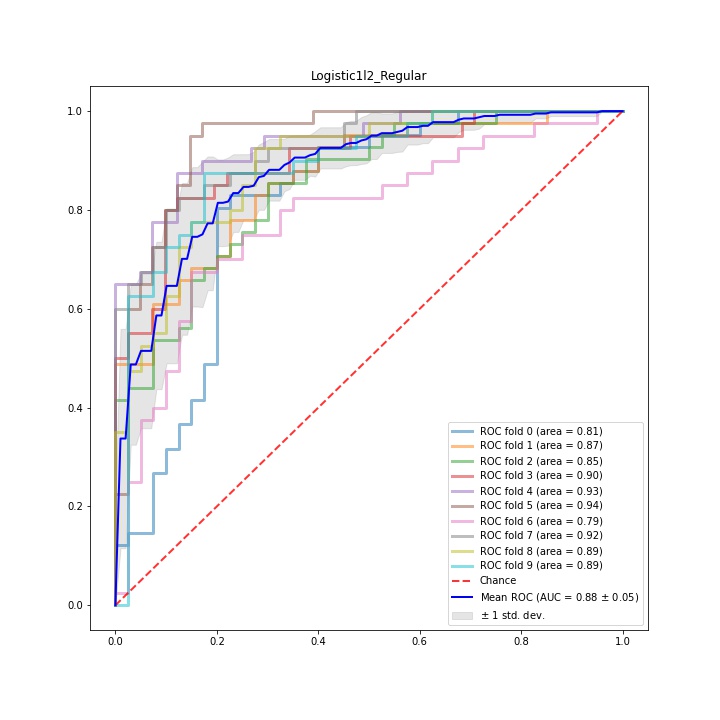 Logistic1l2_Regular
1.0
0.8
0.6
0.4
0.2
0.0
ROC fold 0 (area = 0.81)
ROC fold 1 (area = 0.87)
ROC fold 2 (area = 0.85)
ROC fold 3 (area = 0.90)
ROC fold 4 (area = 0.93)
ROC fold 5 (area = 0.94)
ROC fold 6 (area = 0.79)
ROC fold 7 (area = 0.92)
ROC fold 8 (area = 0.89)
ROC fold 9 (area = 0.89)
Chance
Mean ROC (AUC = 0.88 ± 0.05)
± 1 std. dev.
0.0 0.2 0.4 0.6 0.8 1.0